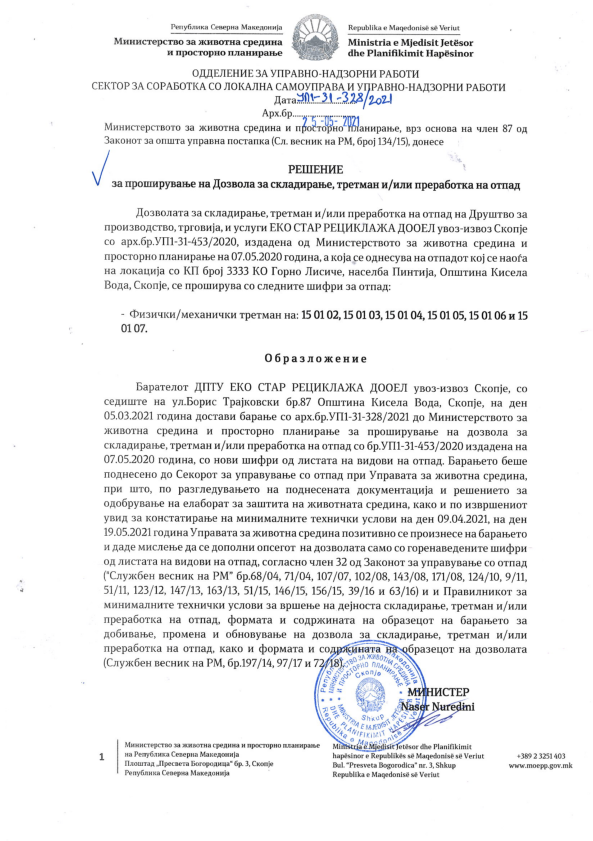 Република Северна Македонија
Министерство за животна средина
и просторно планирање
Republika e Maqedonisë së Veriut
Ministria e Mjedisit Jetësor
dhe Planifikimit Hapësinor
ОДДЕЛЕНИЕ ЗА УПРАВНО-НАДЗОРНИ РАБОТИ
СЕКТОР ЗА СОРАБОТКА СО ЛОКАЛНА САМОУПРАВА И УПРАВНО-НАДЗОРНИ РАБОТИ
Дата УП1-31-328/2021
Арх.бр. 25-05-2021
Министерството за животна средина и просторно планирање, врз основа на член 87 од
Законот за општа управна постапка (Сл. весник на РМ, број 134/15), донесе
РЕШЕНИЕ
за проширување на Дозвола за складирање, третман и/или преработка на отпад
Дозволата за складирање, третман и/или преработка на отпад на Друштво за
производство, трговија, и услуги ЕКО СТАР РЕЦИКЛАЖА ДООЕЛ увоз-извоз Скопје
со арх.бр.УП1-31-453/2020, издадена од Министерството за животна средина и
просторно планирање на 07.05.2020 година, а која се однесува на отпадот кој се наоѓа
на локација со КП број 3333 КО Горно Лисиче, населба Пинтија, Општина Кисела
Вода, Скопје, се проширува со следните шифри за отпад:
- Физички/механички третман на: 15 01 02, 15 01 03, 15 01 04, 15 01 05, 15 01 06 и 15
01 07.
Образложение
Барателот ДПТУ ЕКО СТАР РЕЦИКЛАЖА ДООЕЛ увоз-извоз Скопје, со
седиште на ул.Борис Трајковски бр.87 Општина Кисела Вода, Скопје, на ден
05.03.2021 година достави барање со арх.бр.УП1-31-328/2021 до Министерството за
животна средина и просторно планирање за проширување на дозвола за
складирање, третман и/или преработка на отпад со бр.УП1-31-453/2020 издадена на
07.05.2020 година, со нови шифри од листата на видови на отпад. Барањето беше
поднесено до Секорот за управување со отпад при Управата за животна средина,
при што, по разгледувањето на поднесената документација и решението за
одобрување на елаборат за заштита на животната средина, како и по извршениот
увид за констатирање на минималните технички услови на ден 09.04.2021, на ден
19.05.2021 година Управата за животна средина позитивно се произнесе на барањето
и даде мислење да се дополни опсегот на дозволата само со горенаведените шифри
од листата на видови на отпад, согласно член 32 од Законот за управување со отпад
("Службен весник на РМ" бр.68/04, 71/04, 107/07, 102/08, 143/08, 171/08, 124/10, 9/11,
51/11, 123/12, 147/13, 163/13, 51/15, 146/15, 156/15, 39/16 и 63/16) и и Правилникот за
минималните технички услови за вршење на дејноста складирање, третман и/или
преработка на отпад, формата и содржината на образецот на барањето за
добивање, промена и обновување на дозвола за складирање, третман и/или
преработка на отпад, како и формата и содржината на образецот на дозволата
(Службен весник на РМ, бр.197/14, 97/17 и 72/18).
МИНИСТЕР
Naser Nuredini
Скопје
Shkup
1
Министерство за животна средина и просторно планирање
на Република Северна Македонија
Плоштад „Пресвета Богородица" бр. 3, Скопје
Република Северна Македонија
Ministria e Mjedisit Jetësor dhe Planifikimit
hapësinor e Republikës së Maqedonisë së Veriut
Bul. "Presveta Bogorodica" nr. 3, Shkup
Republika e Maqedonisë së Veriut
+389 2 3251 403
www.moepp.gov.mk